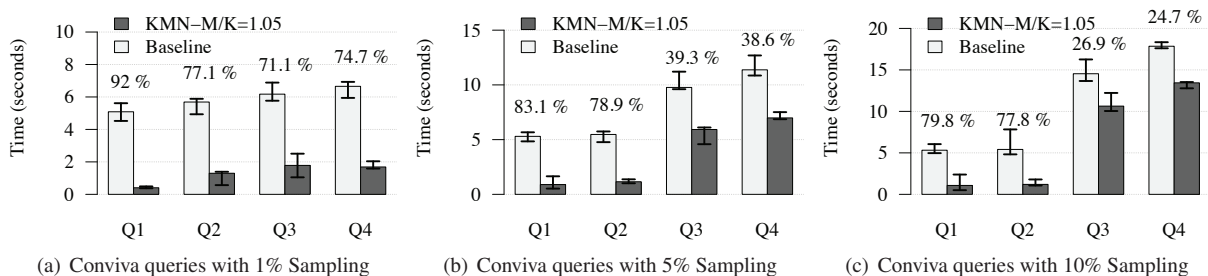 KMN−M/K=1.05
Baseline
Time (seconds)
10
8
6
4
2
0
92 %
77.1 %
71.1 %
74.7 %
Q1 Q2 Q3 Q4
(a) Conviva queries with 1% Sampling
KMN−M/K=1.05
Baseline
Time (seconds)
15
10
5
0
83.1 %
78.9 %
39.3 %
38.6 %
Q1 Q2 Q3 Q4
(b) Conviva queries with 5% Sampling
KMN−M/K=1.05
Baseline
Time (seconds)
20
15
10
5
0
79.8 %
77.8 %
26.9 %
24.7 %
Q1 Q2 Q3 Q4
(c) Conviva queries with 10% Sampling